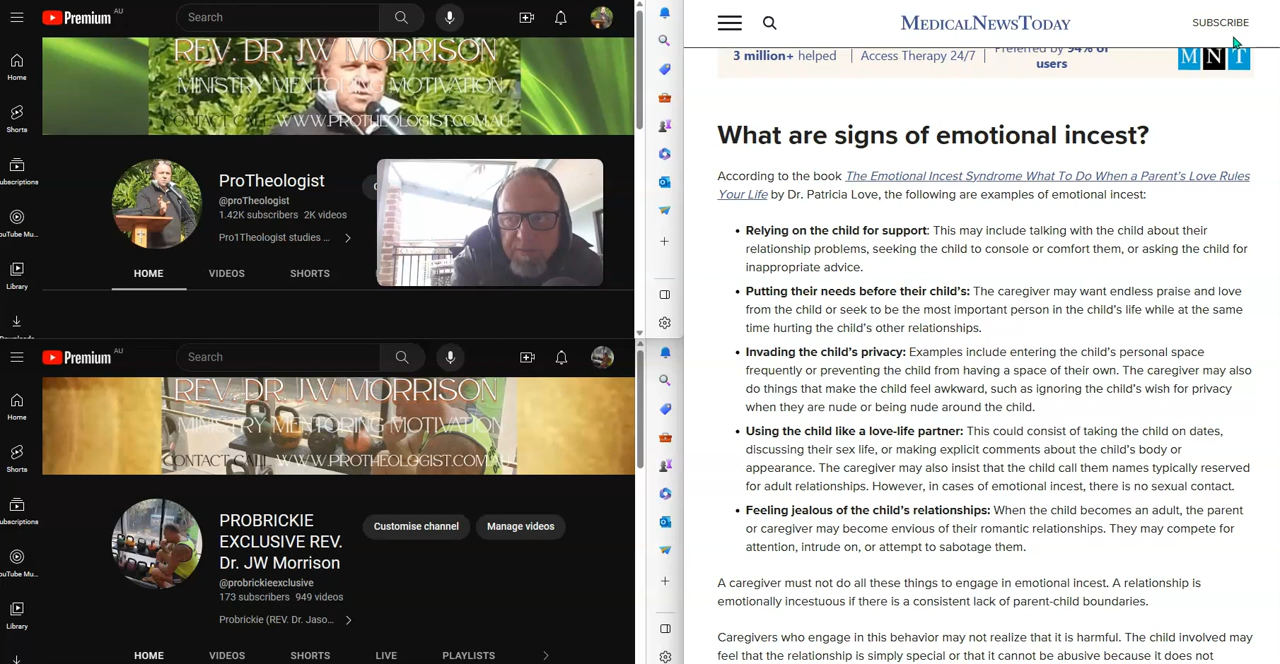 Premium AU
Search
REV. DR. JW MORRISON
MINISTRY MENTORING MOTIVATION
CONTACT CALL WWW.PROTHEOLOGIST.COM.AU
Home
Shorts
ubscriptions
ouTube Mu...
Library
ProTheologist
@proTheologist
1.42K subscribers 2K videos
Pro1Theologist studies ...
HOME VIDEOS SHORTS
Premium AU
Search
REV. DR. JW MORRISON
MINISTRY MENTORING MOTIVATION
CONTACT CALL WWW.PROTHEOLOGIST.COM.AU
Home
Shorts
ubscriptions
ouTube Mu...
Library
PROBRICKIE
EXCLUSIVE REV.
Dr. JW Morrison
@probrickieexclusive
173 subscribers 949 videos
Probrickie (REV. Dr. Jaso...
Customise channel Manage videos
HOME VIDEOS SHORTS LIVE PLAYLISTS
MEDICALNEWSTODAY
SUBSCRIBE
3 million+ helped
Access Therapy 24/7
Preferred by 94% of
users
M N T
What are signs of emotional incest?
According to the book The Emotional Incest Syndrome What To Do When a Parent's Love Rules
Your Life by Dr. Patricia Love, the following are examples of emotional incest:
• Relying on the child for support: This may include talking with the child about their
relationship problems, seeking the child to console or comfort them, or asking the child for
inappropriate advice.
• Putting their needs before their child's: The caregiver may want endless praise and love
from the child or seek to be the most important person in the child's life while at the same
time hurting the child's other relationships.
• Invading the child's privacy: Examples include entering the child's personal space
frequently or preventing the child from having a space of their own. The caregiver may also
do things that make the child feel awkward, such as ignoring the child's wish for privacy
when they are nude or being nude around the child.
• Using the child like a love-life partner: This could consist of taking the child on dates,
discussing their sex life, or making explicit comments about the child's body or
appearance. The caregiver may also insist that the child call them names typically reserved
for adult relationships. However, in cases of emotional incest, there is no sexual contact.
• Feeling jealous of the child's relationships: When the child becomes an adult, the parent
or caregiver may become envious of their romantic relationships. They may compete for
attention, intrude on, or attempt to sabotage them.
A caregiver must not do all these things to engage in emotional incest. A relationship is
emotionally incestuous if there is a consistent lack of parent-child boundaries.
Caregivers who engage in this behavior may not realize that it is harmful. The child involved may
feel that the relationship is simply special or that it cannot be abusive because it does not